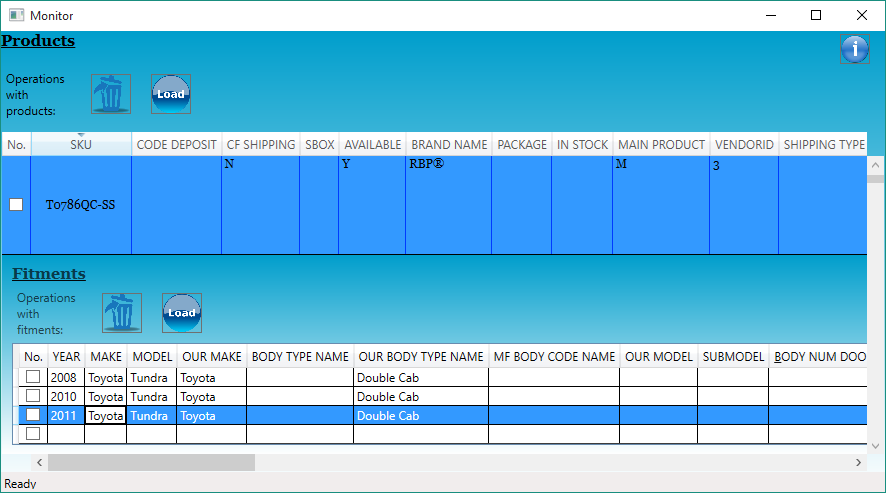 Monitor
Products
i
Operations
with
products:
Load
No. SKU CODE DEPOSIT CF SHIPPING SBOX AVAILABLE BRAND NAME PACKAGE IN STOCK MAIN PRODUCT VENDORID SHIPPING TYPE
T0786QC-SS N Y RBP® M 3
Fitments
Operations
with
fitments:
Load
No. YEAR MAKE MODEL OUR MAKE BODY TYPE NAME OUR BODY TYPE NAME MF BODY CODE NAME OUR MODEL SUBMODEL BODY NUM DOO
2008 Toyota Tundra Toyota Double Cab
2010 Toyota Tundra Toyota Double Cab
2011 Toyota Tundra Toyota Double Cab
Ready